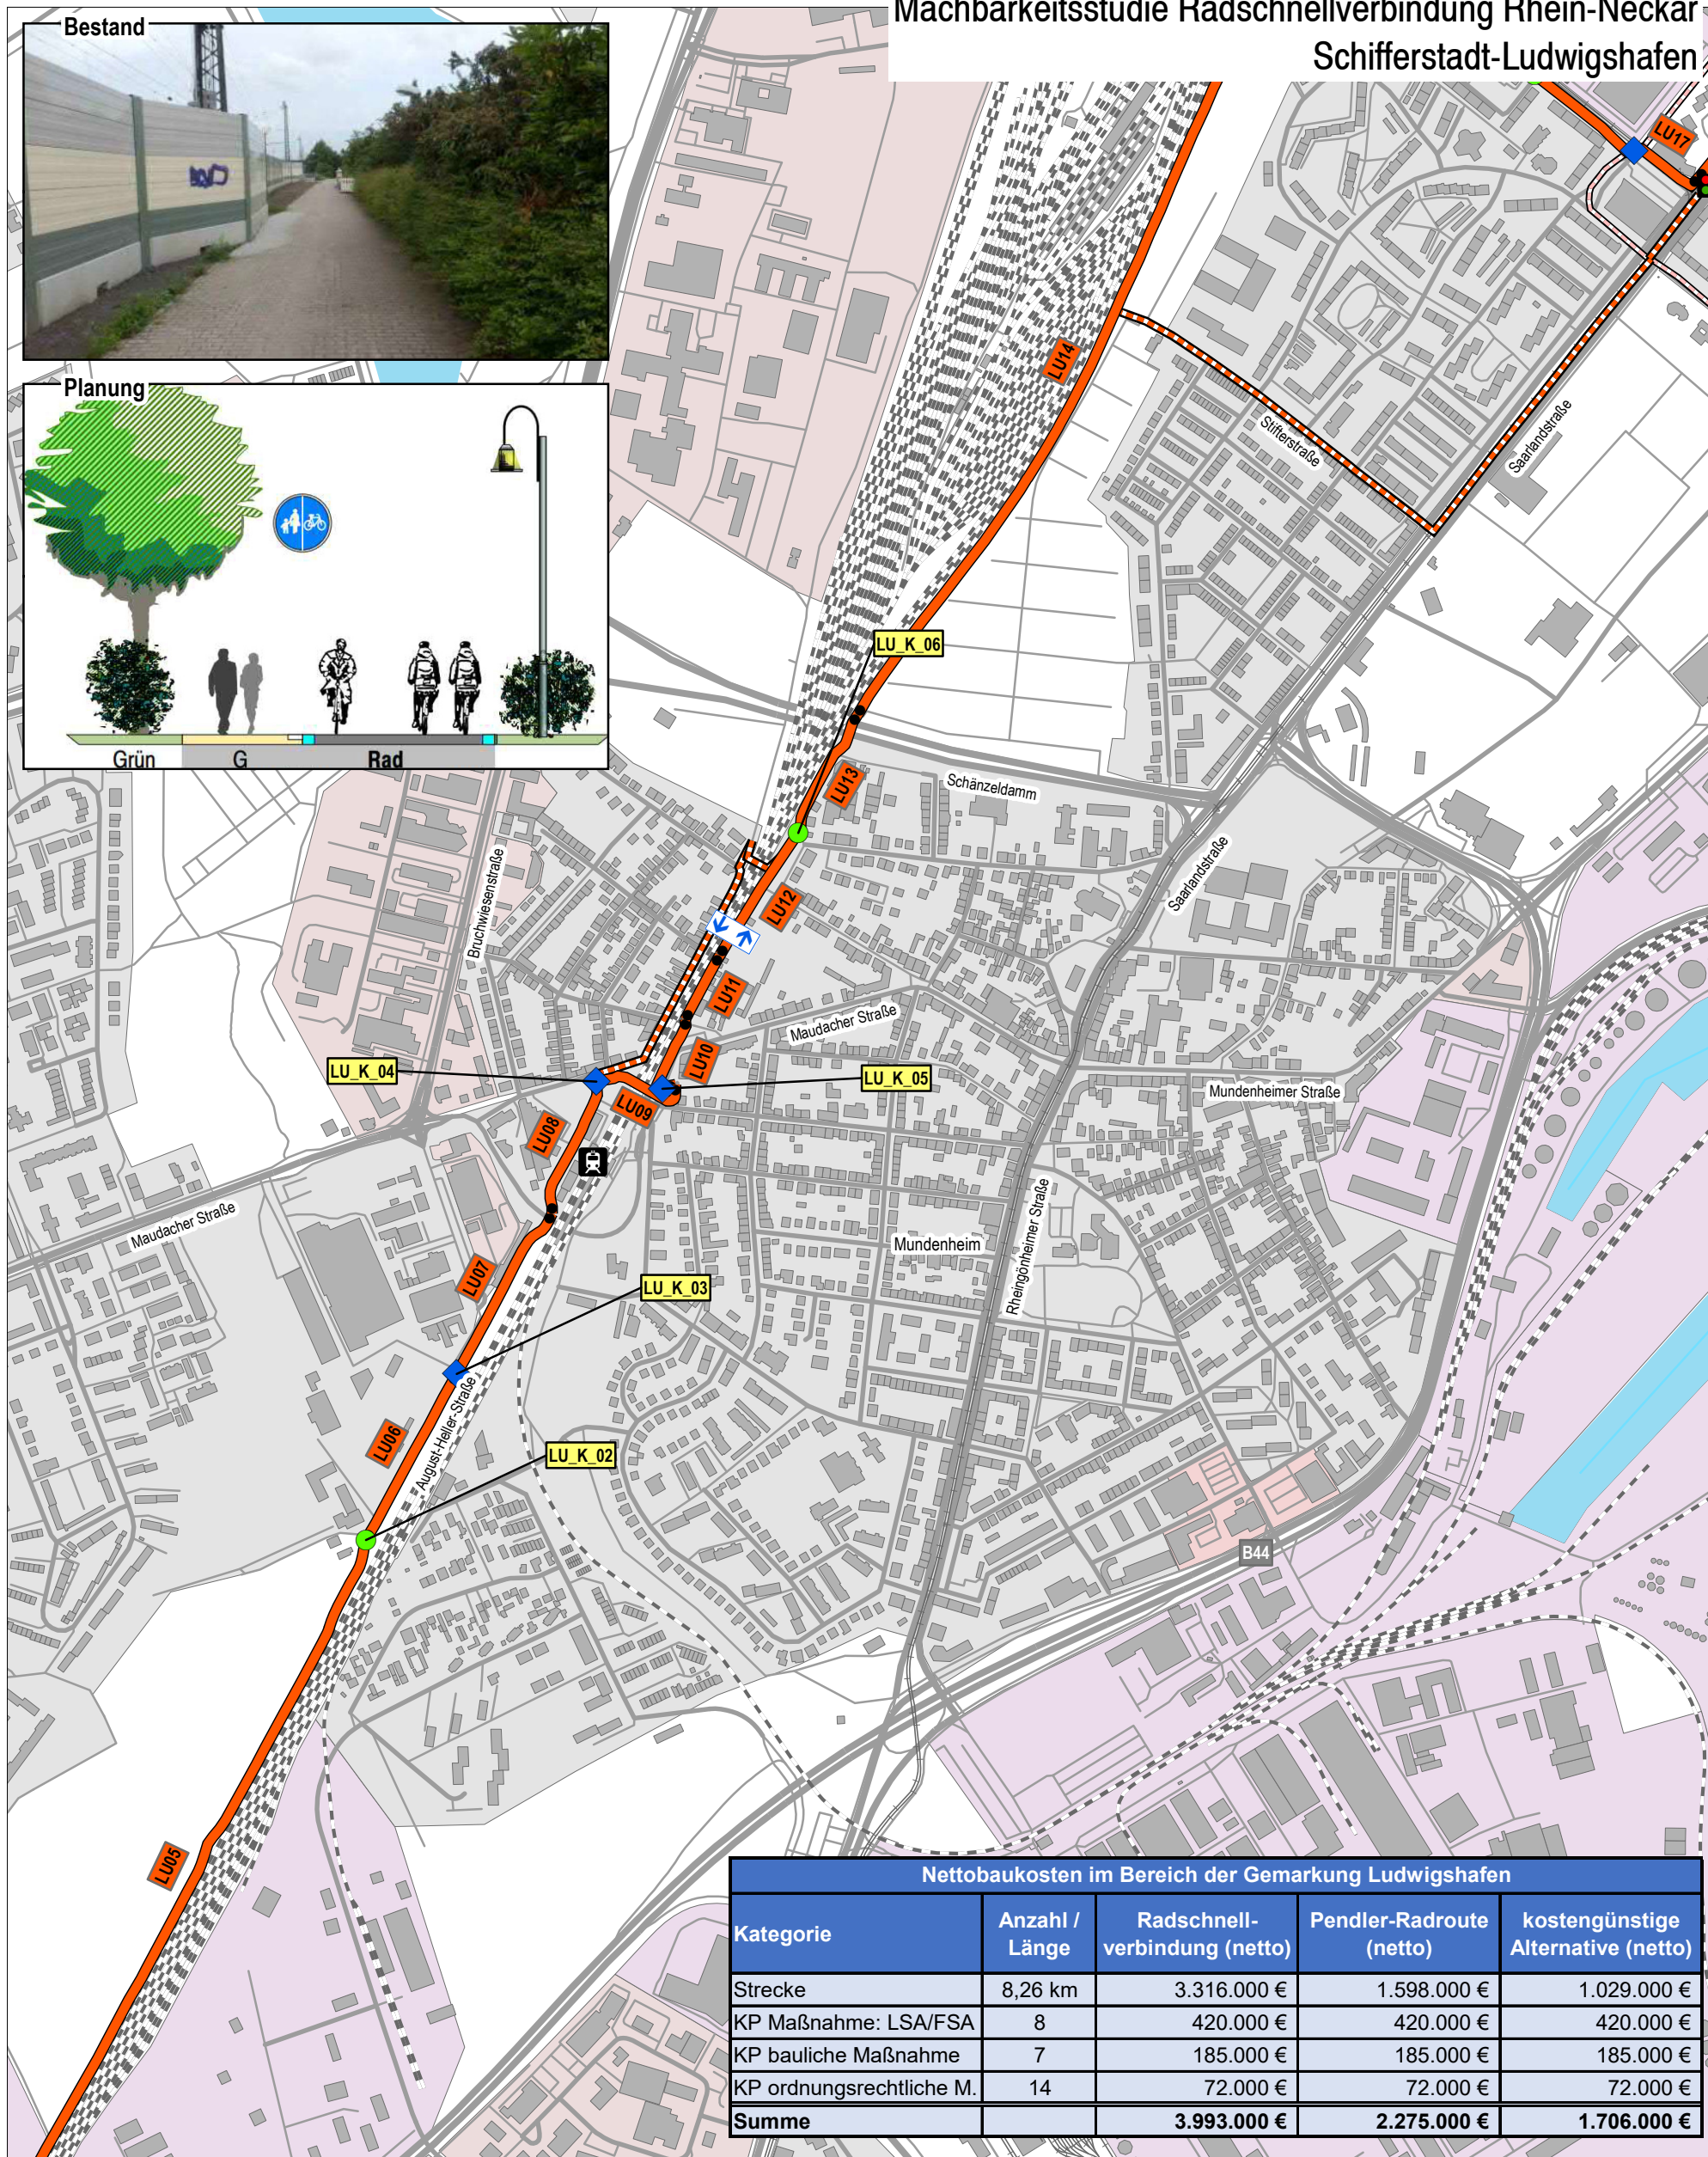 Machbarkeitsstudie Radschnellverbindung Rhein-Neckar
Schifferstadt-Ludwigshafen
Bestand
Planung
Grün G Rad
LU17
LU14
Stifterstraße
Saarlandstraße
LU_K_06
LU13
Schänzeldamm
Bruchwiesenstraße
LU12
Saarlandstraße
LU11
Maudacher Straße
LU10
LU_K_04
LU_K_05
LU09
Mundenheimer Straße
LU08
Maudacher Straße
Mundenheim
Rheingönheimer Straße
LU07
LU_K_03
August-Heller-Straße
LU06
LU_K_02
B44
LU05
Nettobaukosten im Bereich der Gemarkung Ludwigshafen
Kategorie Anzahl / Länge Radschnell-verbindung (netto) Pendler-Radroute (netto) kostengünstige Alternative (netto)
Strecke 8,26 km 3.316.000 € 1.598.000 € 1.029.000 €
KP Maßnahme: LSA/FSA 8 420.000 € 420.000 € 420.000 €
KP bauliche Maßnahme 7 185.000 € 185.000 € 185.000 €
KP ordnungsrechtliche M. 14 72.000 € 72.000 € 72.000 €
Summe 3.993.000 € 2.275.000 € 1.706.000 €